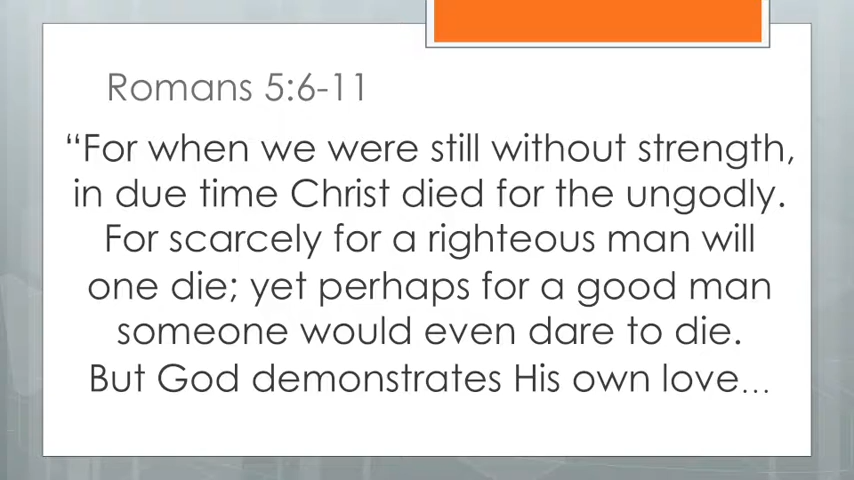 Romans 5:6-11
“For when we were still without strength,
in due time Christ died for the ungodly.
For scarcely for a righteous man will
one die; yet perhaps for a good man
someone would even dare to die.
But God demonstrates His own love…